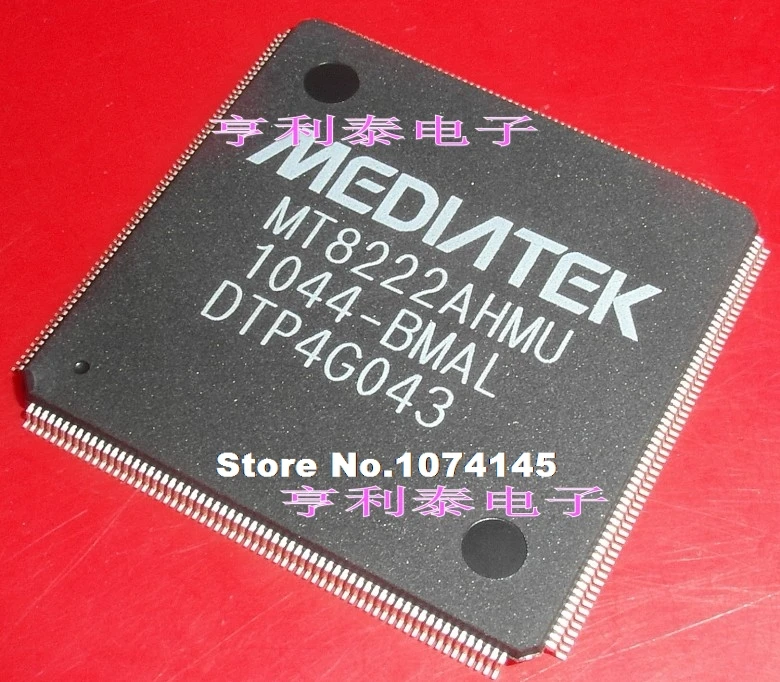 亨利泰电子
MEDIATEK
MT8222AHMU
1044-BMAL
DTP4G043
Store No.1074145
亨利泰电子